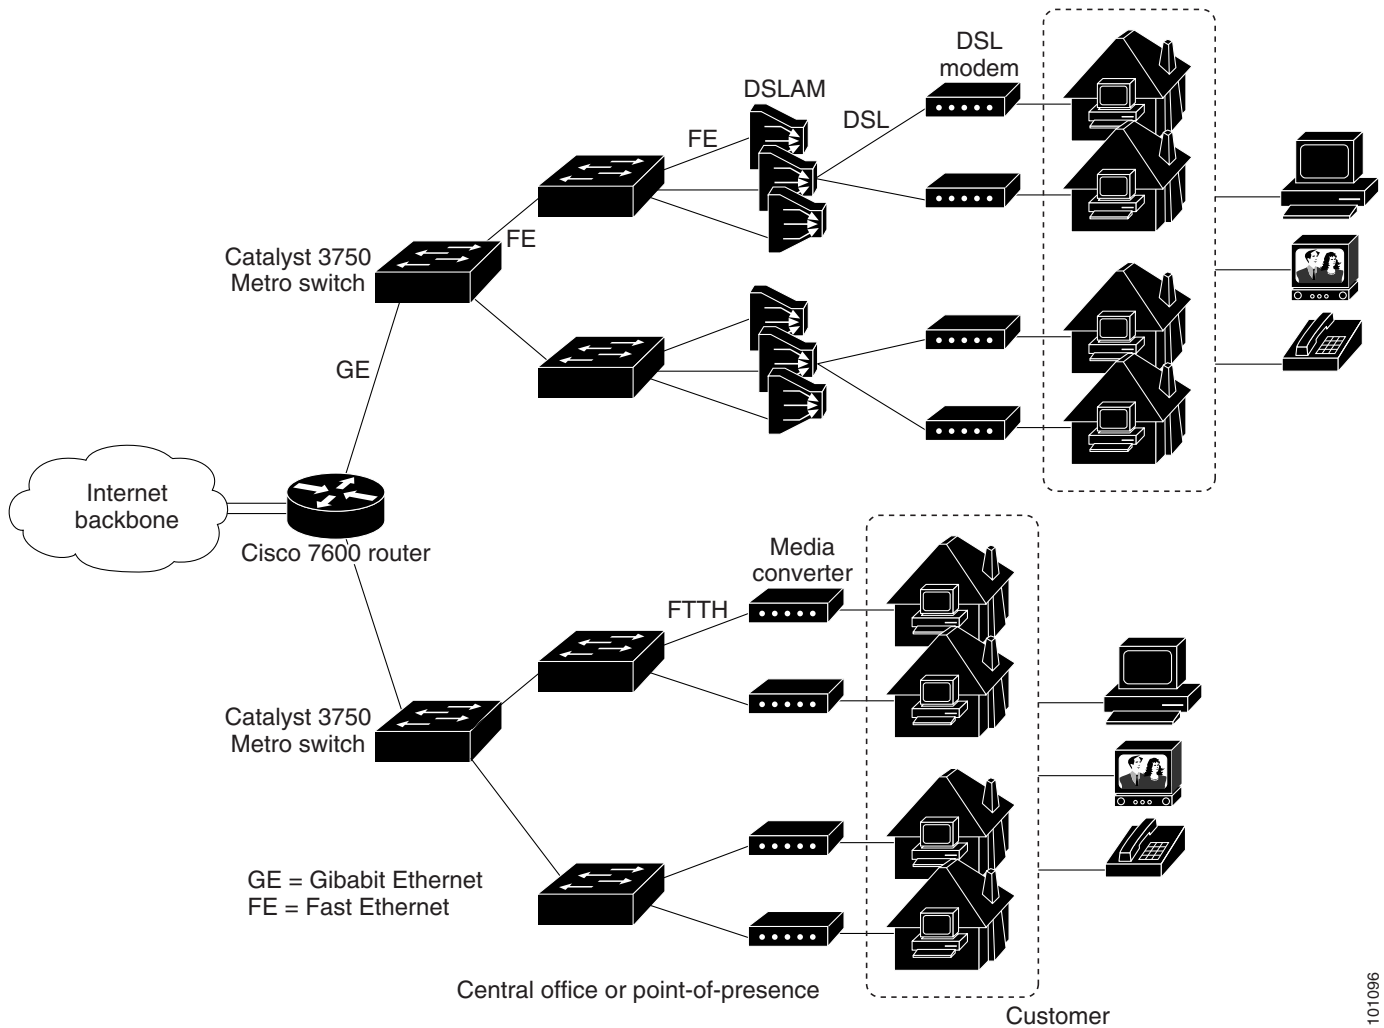 DSL
modem
DSLAM
DSL
FE
FE
Catalyst 3750
Metro switch
GE
Internet
backbone
Cisco 7600 router
Media
converter
FTTH
Catalyst 3750
Metro switch
GE = Gibabit Ethernet
FE = Fast Ethernet
Central office or point-of-presence
Customer
101096